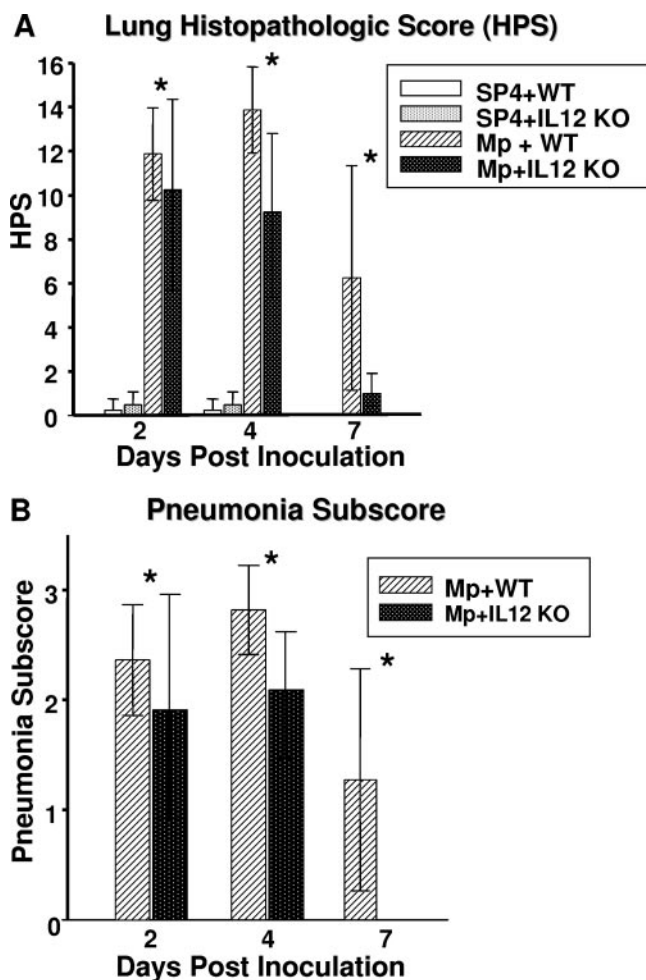 A Lung Histopathologic Score (HPS)
16
14
12
10
8
6
4
2
0
HPS
* * *
SP4+WT
SP4+IL12 KO
Mp + WT
Mp+IL12 KO
2 4 7
Days Post Inoculation
B Pneumonia Subscore
3
2
1
0
Pneumonia Subscore
* * *
Mp+WT
Mp+IL12 KO
2 4 7
Days Post Inoculation